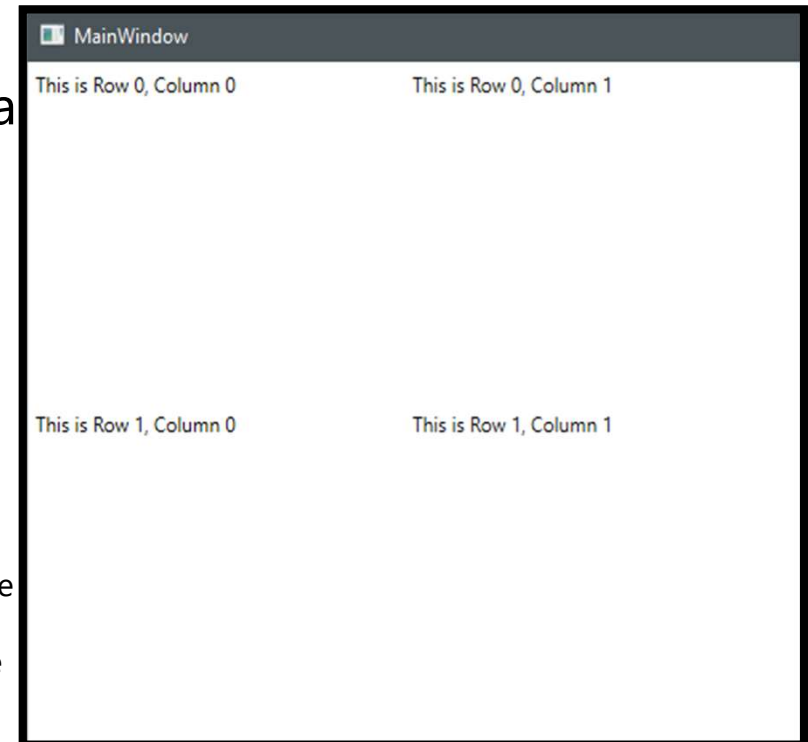 MainWindow
a
This is Row 0, Column 0 This is Row 0, Column 1
This is Row 1, Column 0 This is Row 1, Column 1
e
e